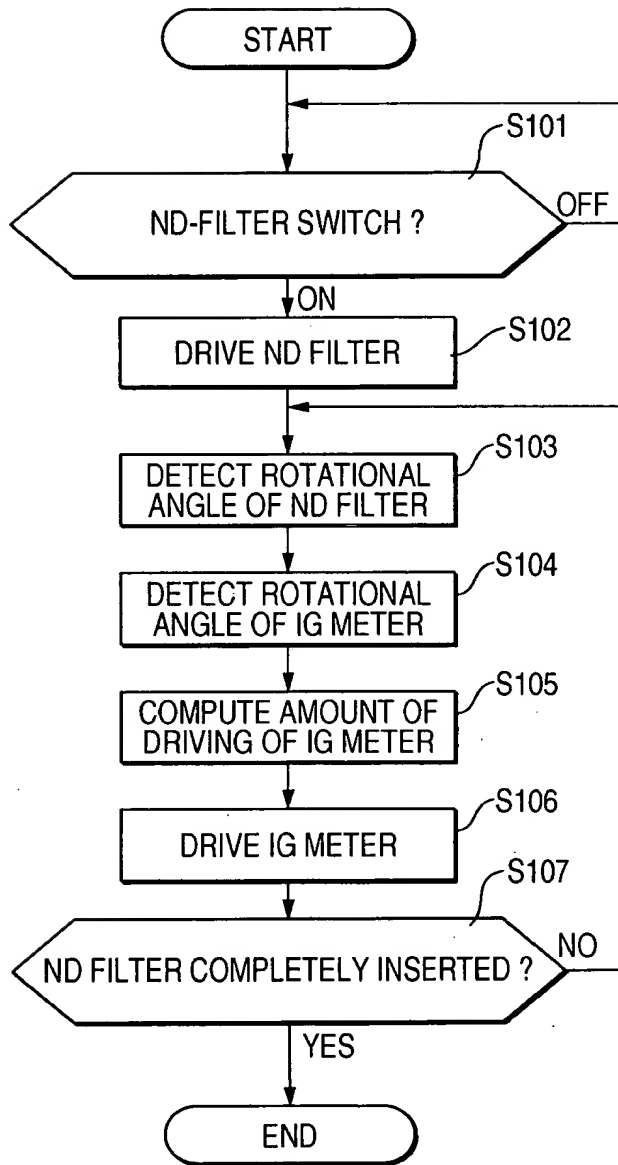 START
S101
ND-FILTER SWITCH ?
OFF
ON
S102
DRIVE ND FILTER
S103
DETECT ROTATIONAL
ANGLE OF ND FILTER
S104
DETECT ROTATIONAL
ANGLE OF IG METER
S105
COMPUTE AMOUNT OF
DRIVING OF IG METER
S106
DRIVE IG METER
S107
ND FILTER COMPLETELY INSERTED ?
NO
YES
END